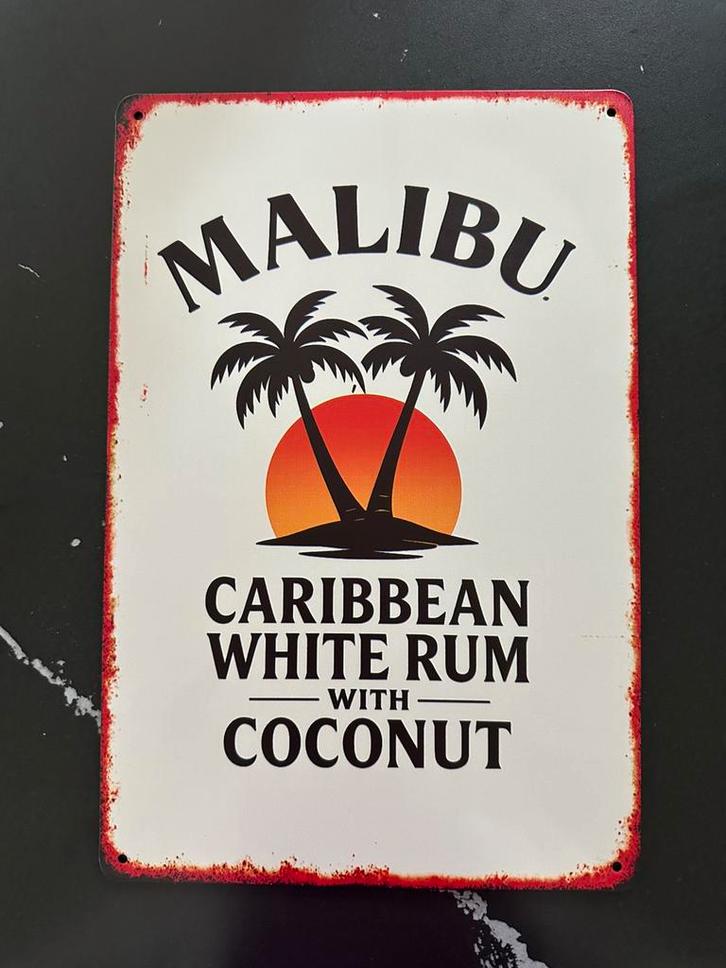 MALIBU.
CARIBBEAN
WHITE RUM
WITH
COCONUT